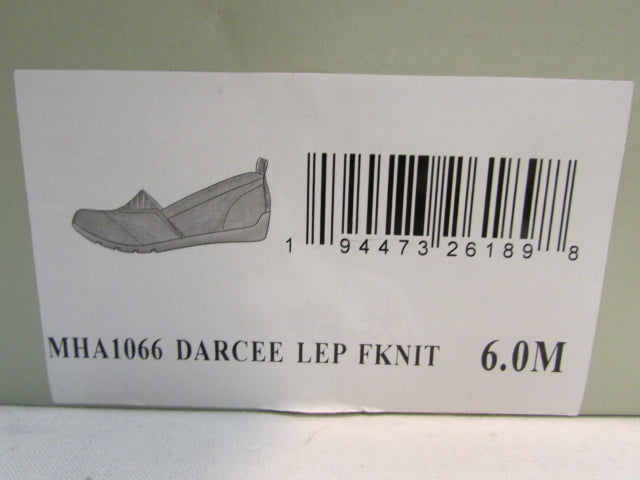 1 94473 26189 8
MHA1066 DARCEE LEP FKNIT 6.0M